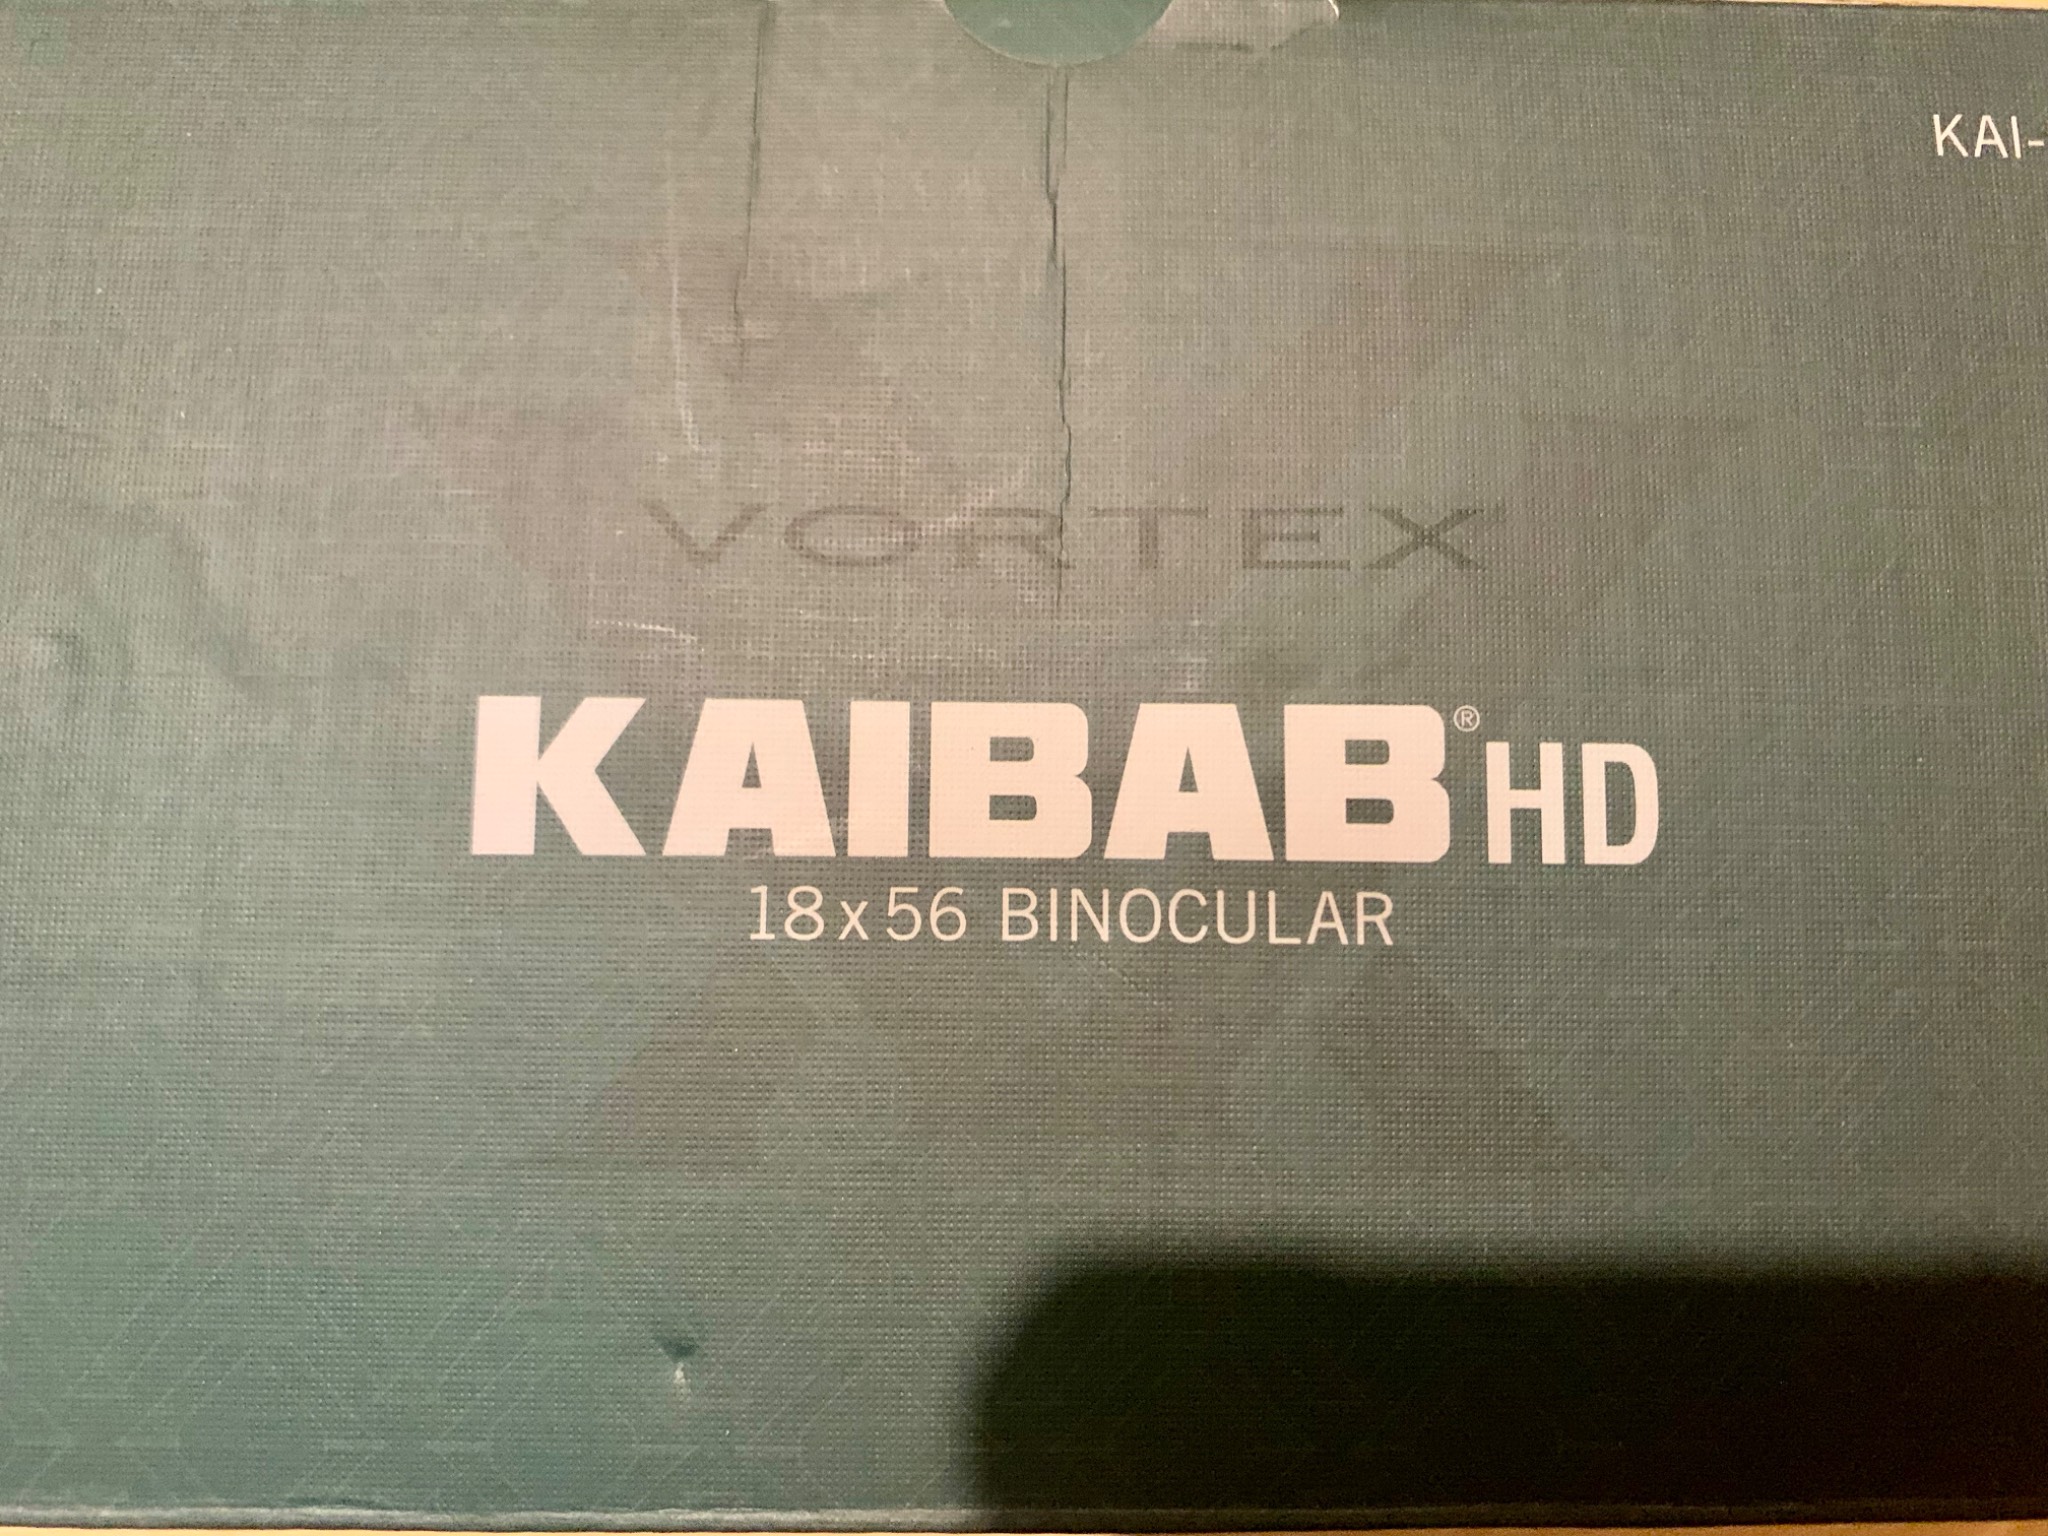 KAI-
VORTEX
KAIBAB® HD
18x56 BINOCULAR